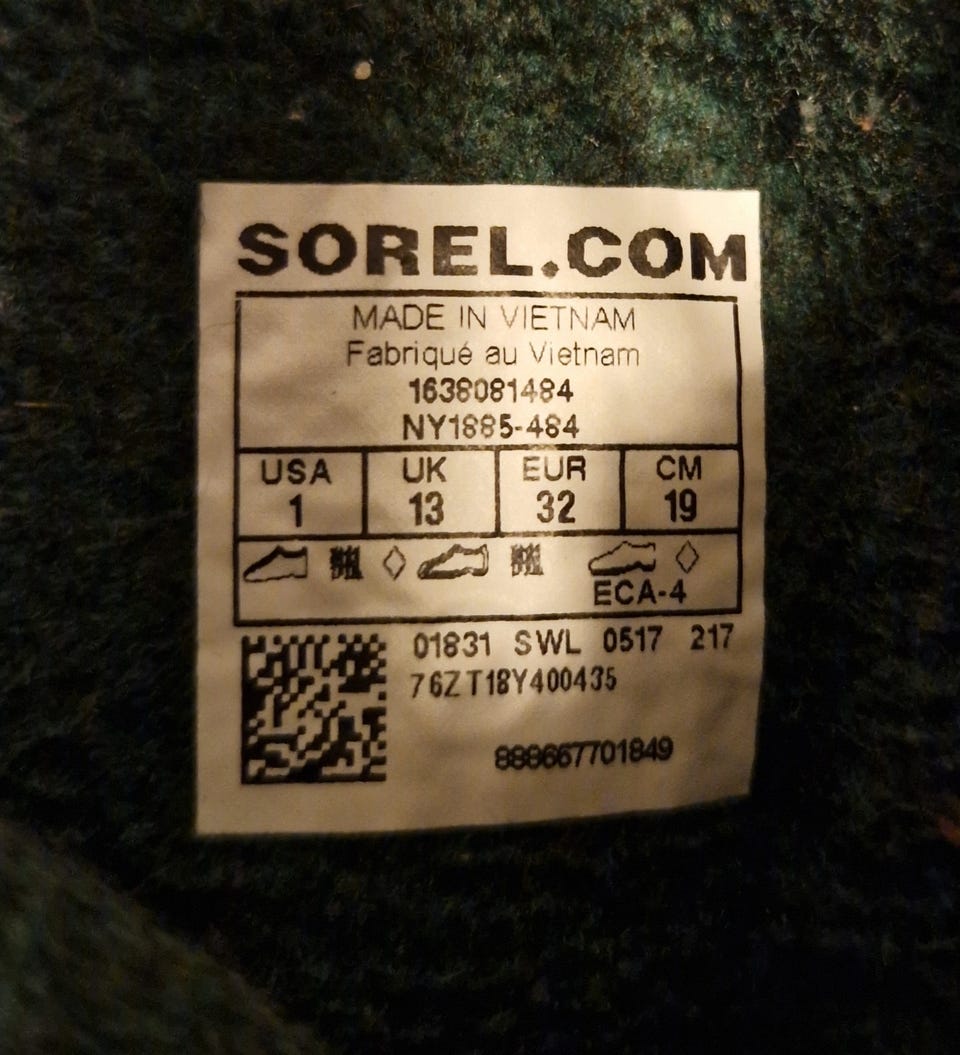 SOREL.COM
MADE IN VIETNAM
Fabriqué au Vietnam
1638081484
NY1885-484
USA UK EUR CM
1 13 32 19
ECA-4
01831 SWL 0517 217
76ZT18Y400435
888667701849